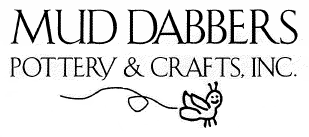 MUD DABBERS
POTTERY & CRAFTS, INC.